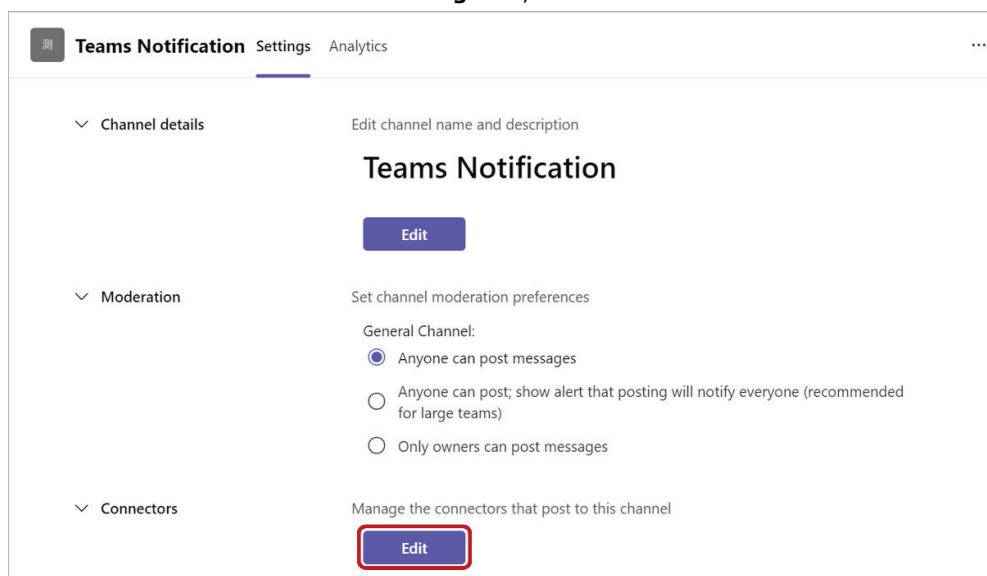 測 Teams Notification Settings Analytics ...
Channel details Edit channel name and description
Teams Notification
Edit
Moderation Set channel moderation preferences
General Channel:
Anyone can post messages
Anyone can post; show alert that posting will notify everyone (recommended
for large teams)
Only owners can post messages
Connectors Manage the connectors that post to this channel
Edit